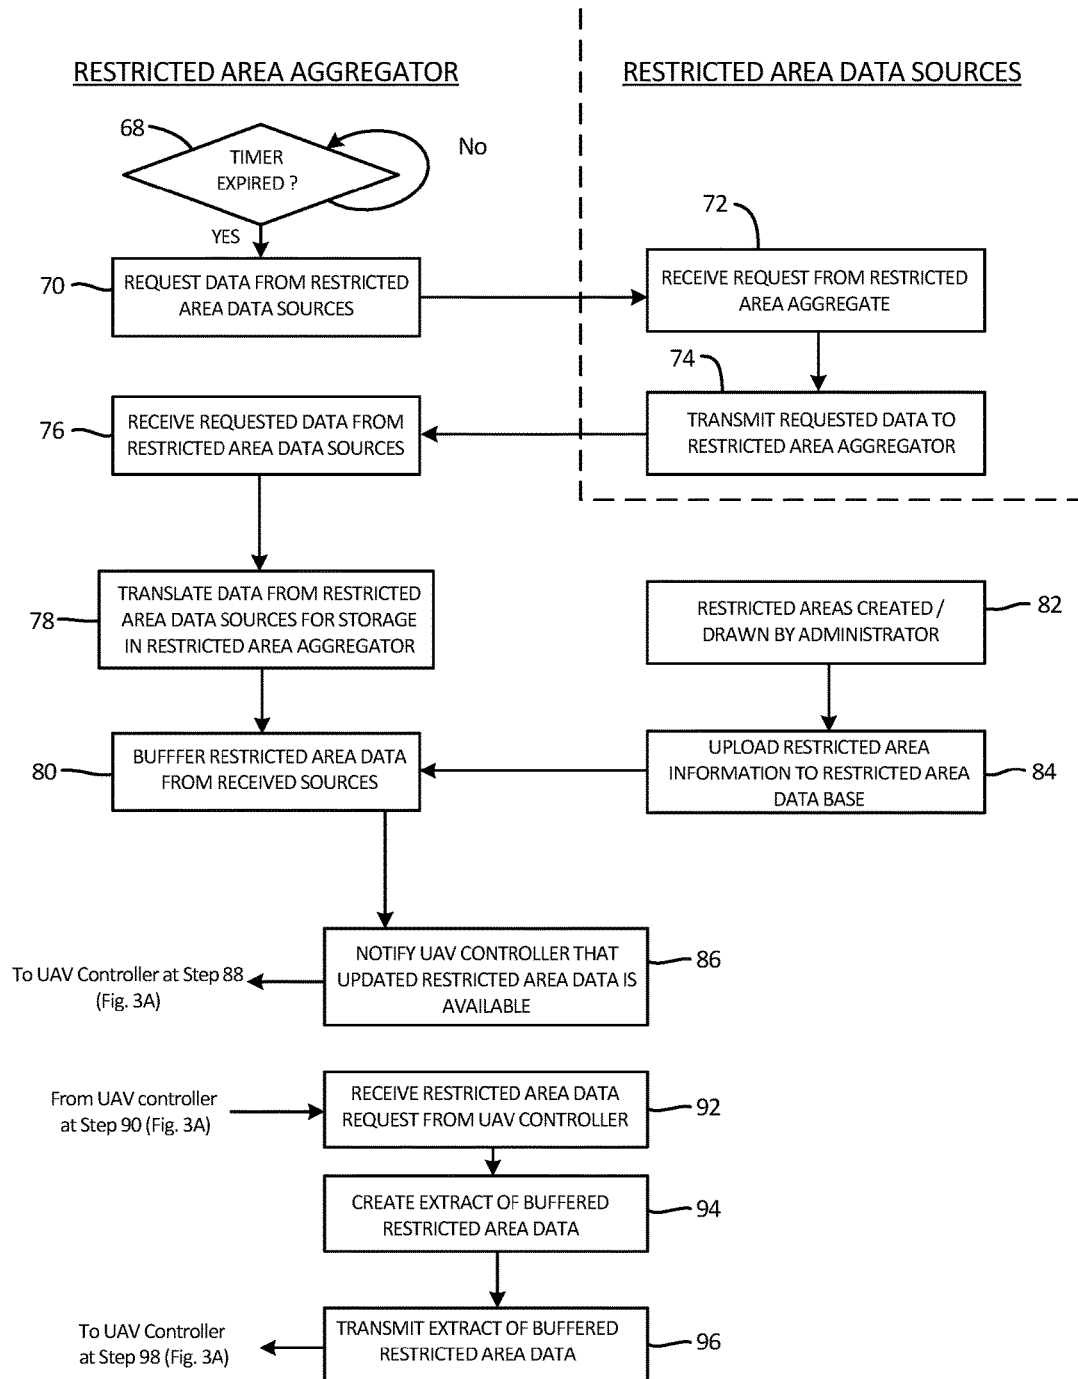 RESTRICTED AREA AGGREGATOR
RESTRICTED AREA DATA SOURCES
68
TIMER
EXPIRED ?
No
YES
70
REQUEST DATA FROM RESTRICTED
AREA DATA SOURCES
72
RECEIVE REQUEST FROM RESTRICTED
AREA AGGREGATE
74
TRANSMIT REQUESTED DATA TO
RESTRICTED AREA AGGREGATOR
76
RECEIVE REQUESTED DATA FROM
RESTRICTED AREA DATA SOURCES
78
TRANSLATE DATA FROM RESTRICTED
AREA DATA SOURCES FOR STORAGE
IN RESTRICTED AREA AGGREGATOR
RESTRICTED AREAS CREATED /
DRAWN BY ADMINISTRATOR
82
80
BUFFFER RESTRICTED AREA DATA
FROM RECEIVED SOURCES
UPLOAD RESTRICTED AREA
INFORMATION TO RESTRICTED AREA
DATA BASE
84
NOTIFY UAV CONTROLLER THAT
UPDATED RESTRICTED AREA DATA IS
AVAILABLE
86
To UAV Controller at Step 88
(Fig. 3A)
From UAV controller
at Step 90 (Fig. 3A)
RECEIVE RESTRICTED AREA DATA
REQUEST FROM UAV CONTROLLER
92
CREATE EXTRACT OF BUFFERED
RESTRICTED AREA DATA
94
To UAV Controller
at Step 98 (Fig. 3A)
TRANSMIT EXTRACT OF BUFFERED
RESTRICTED AREA DATA
96